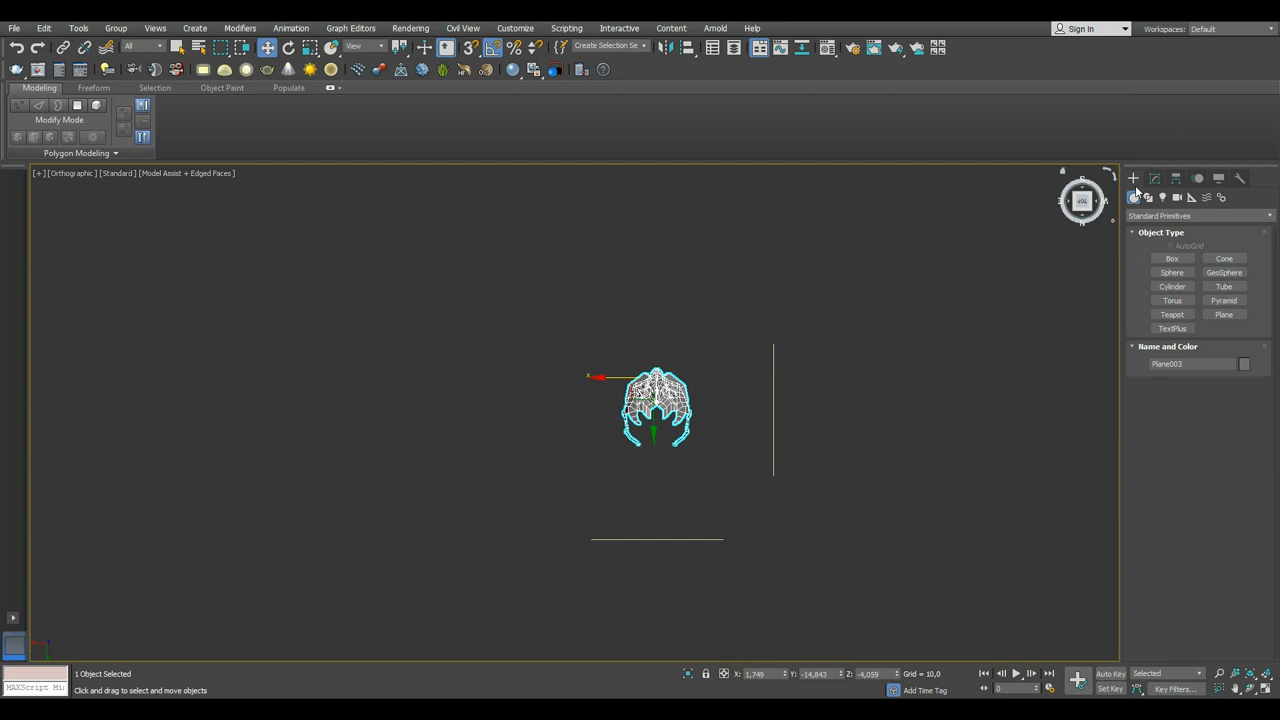 File Edit Tools Group Views Create Modifiers Animation Graph Editors Rendering Civil View Customize Scripting Interactive Content Arnold Help Sign In Workspaces: Default
All View Create Selection Se
Modeling Freeform Selection Object Paint Populate
Modify Mode
Polygon Modeling
[+] [Orthographic] [Standard] [Model Assist + Edged Faces]
S
TOP
N
Standard Primitives
Object Type
AutoGrid
Box Cone
Sphere GeoSphere
Cylinder Tube
Torus Pyramid
Teapot Plane
TextPlus
Name and Color
Plane003
x
1 Object Selected X: 1,749 Y: -14,843 Z: -4,059 Grid = 10,0 Auto Key Selected
MAXScript Mi Click and drag to select and move objects Add Time Tag 0 Set Key Key Filters...